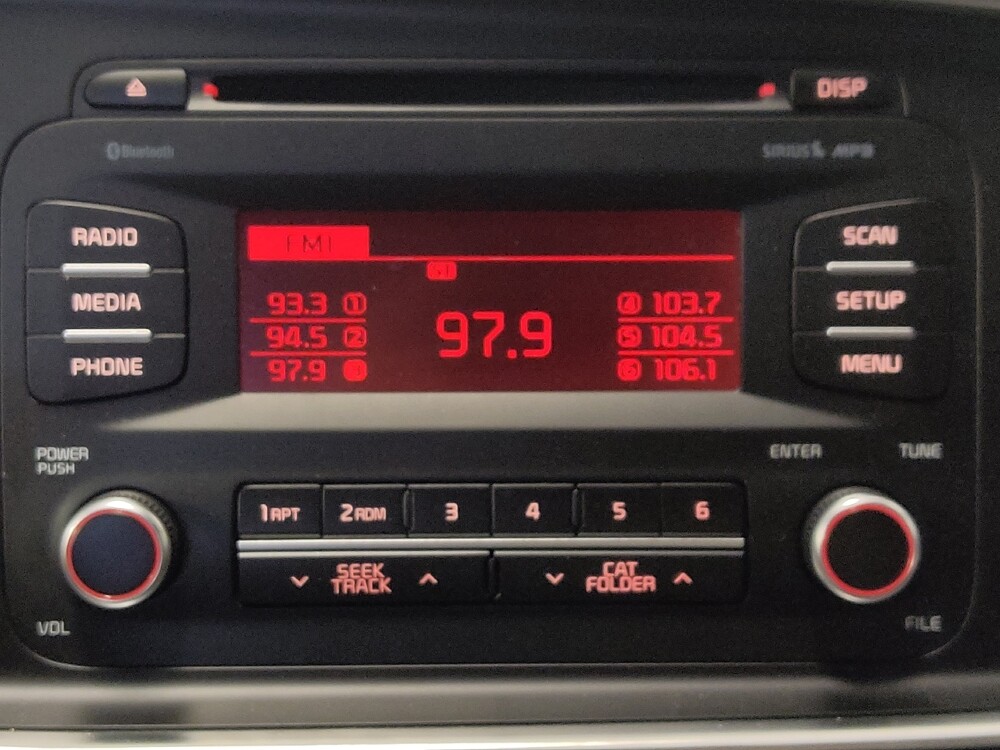 DISP
Bluetooth
SIRIUS MP3
RADIO
MEDIA
PHONE
FM1
93.3 1
94.5 2
97.9 3
97.9
4 103.7
5 104.5
6 106.1
SCAN
SETUP
MENU
POWER
PUSH
VOL
1 RPT 2 RDM 3 4 5 6
SEEK
TRACK
CAT
FOLDER
ENTER
TUNE
FILE